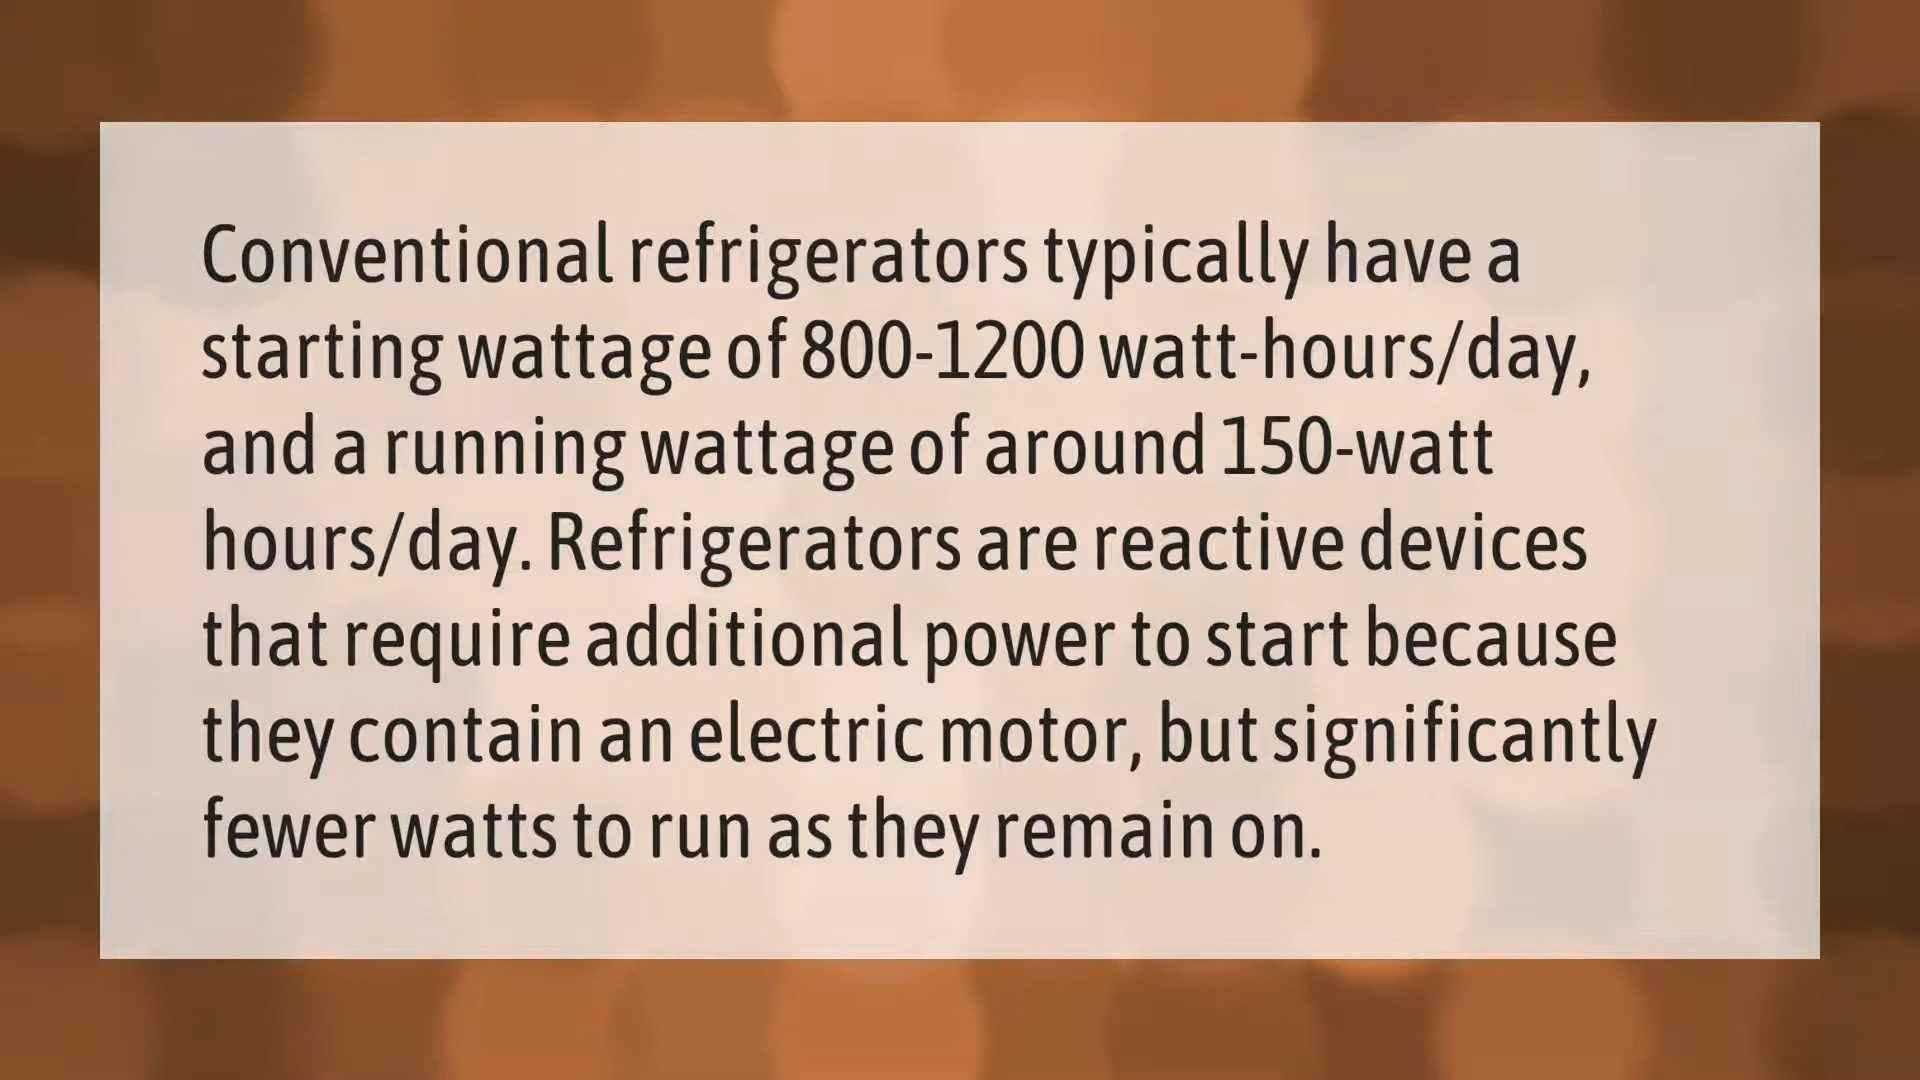 Conventional refrigerators typically have a
starting wattage of 800-1200 watt-hours/day,
and a running wattage of around 150-watt
hours/day. Refrigerators are reactive devices
that require additional power to start because
they contain an electric motor, but significantly
fewer watts to run as they remain on.